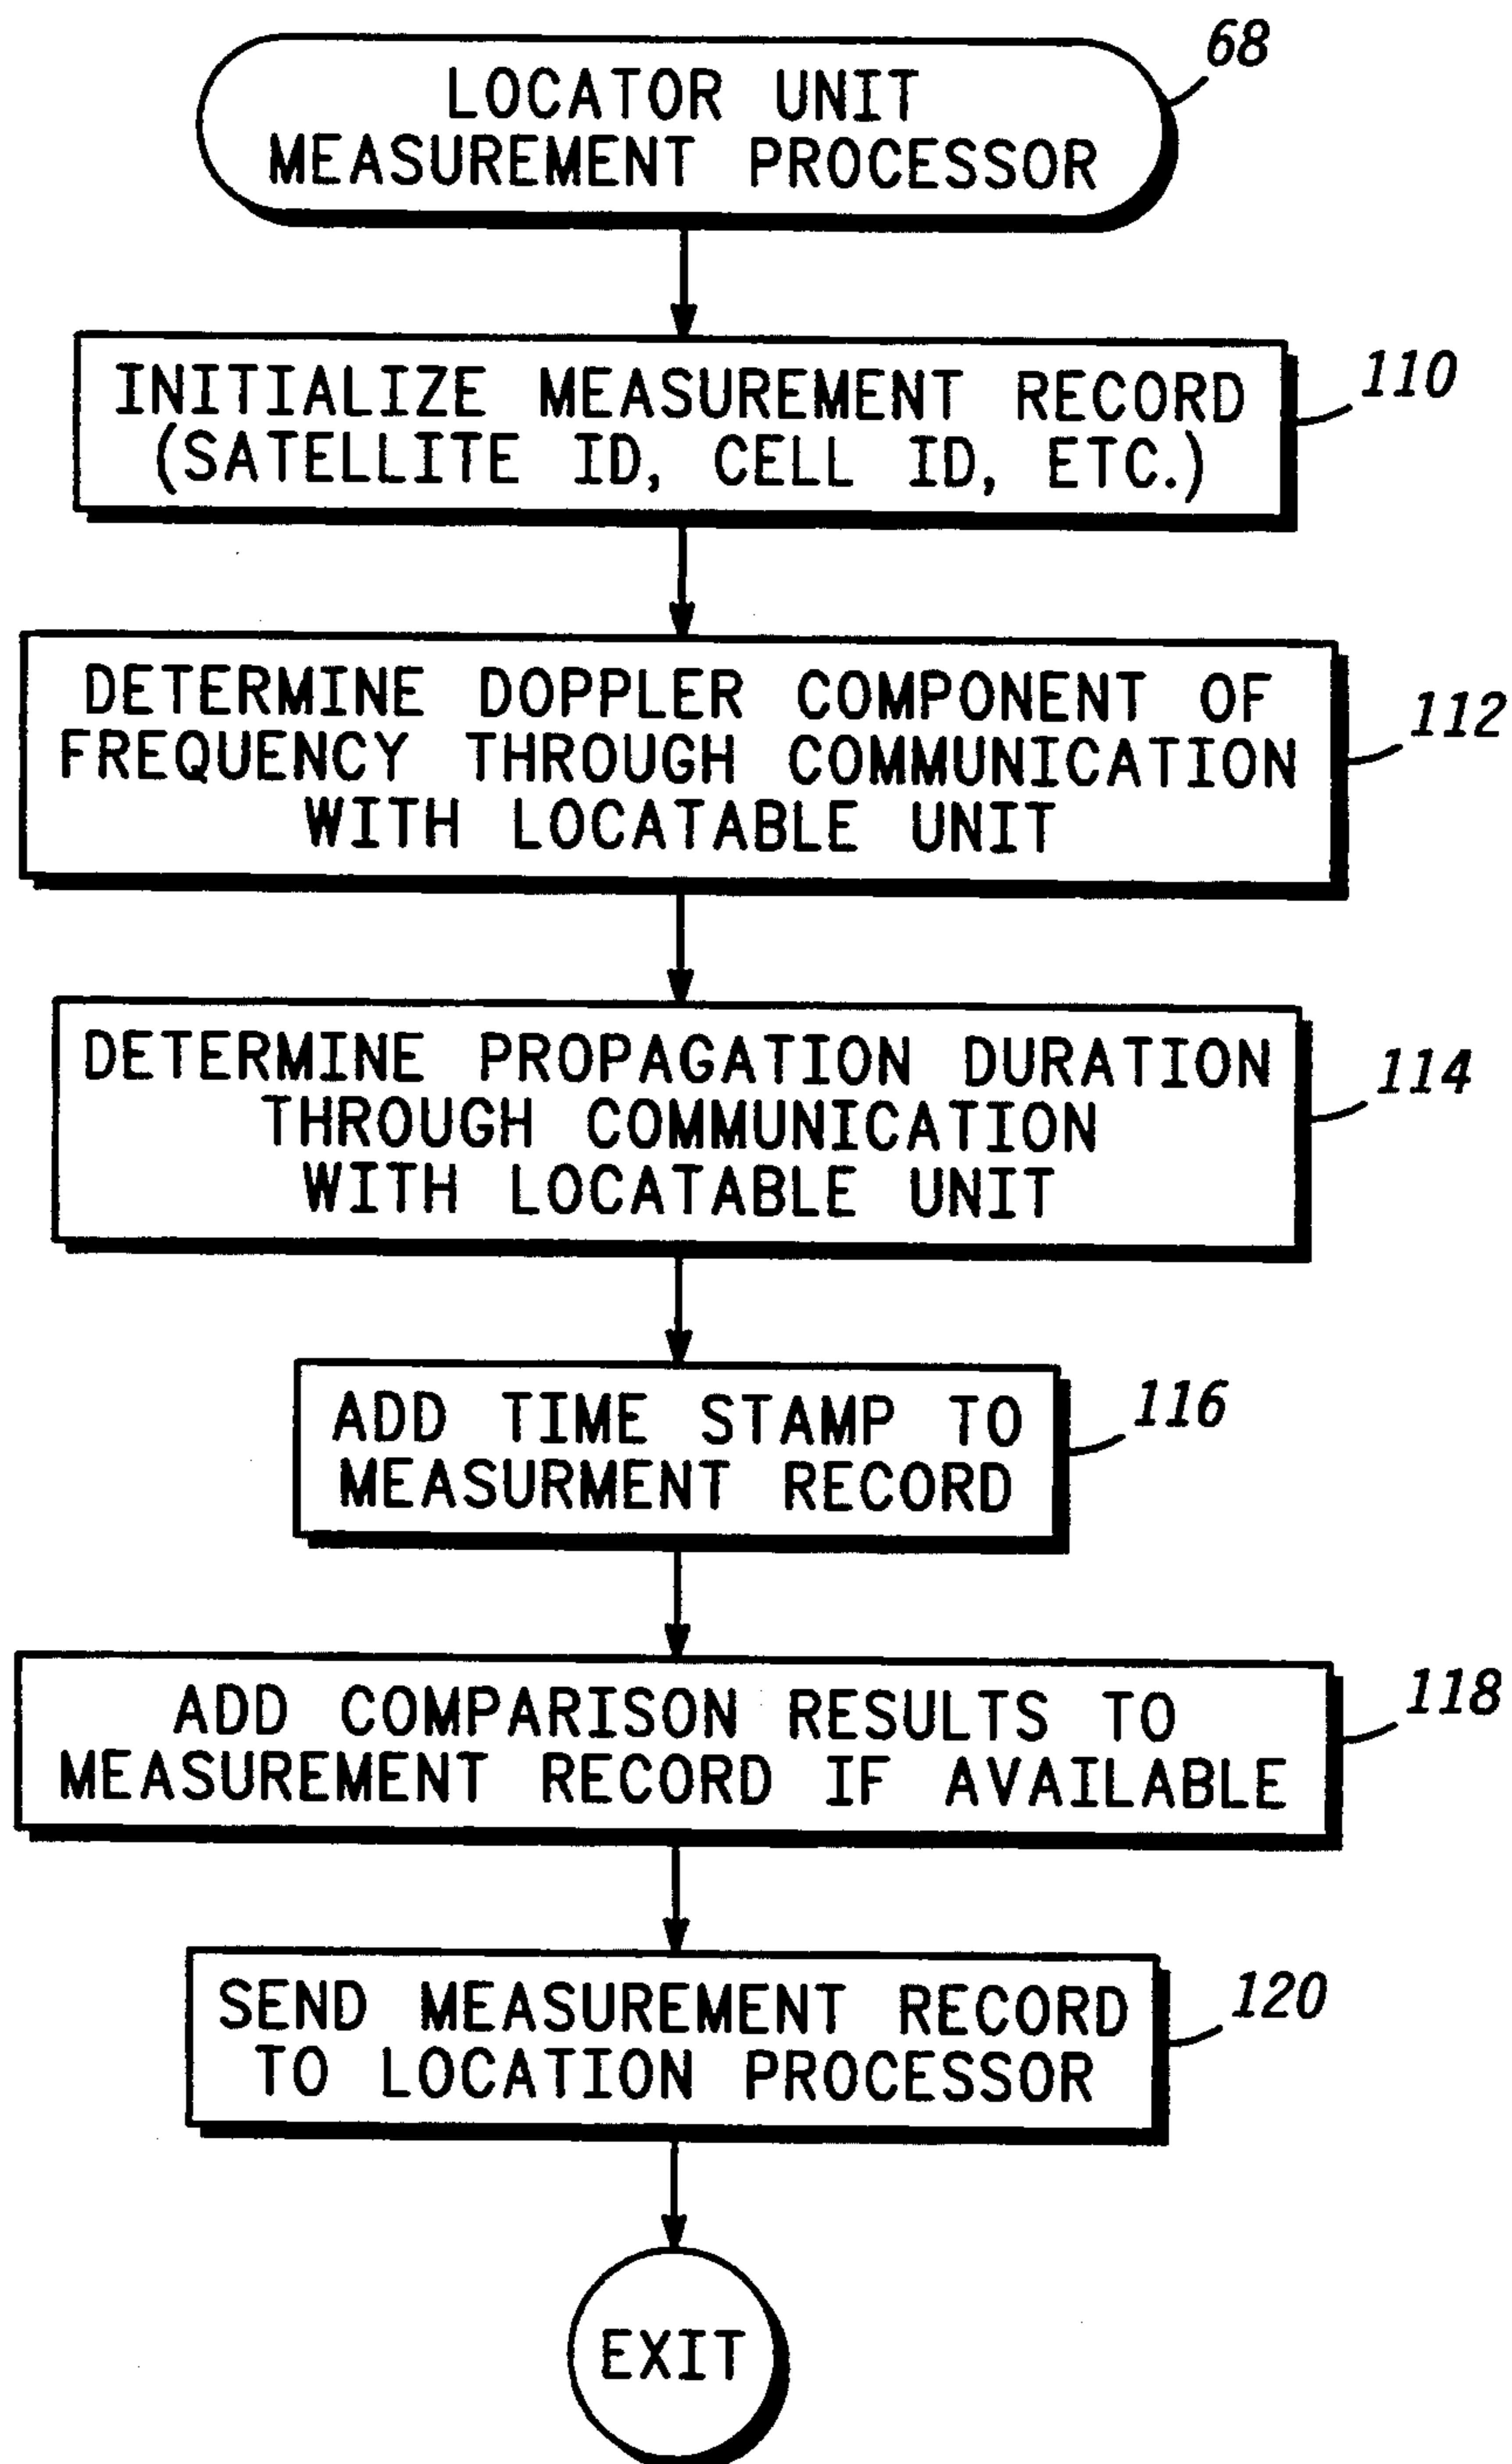 68
LOCATOR UNIT
MEASUREMENT PROCESSOR
110
INITIALIZE MEASUREMENT RECORD
(SATELLITE ID, CELL ID, ETC.)
112
DETERMINE DOPPLER COMPONENT OF
FREQUENCY THROUGH COMMUNICATION
WITH LOCATABLE UNIT
114
DETERMINE PROPAGATION DURATION
THROUGH COMMUNICATION
WITH LOCATABLE UNIT
116
ADD TIME STAMP TO
MEASURMENT RECORD
118
ADD COMPARISON RESULTS TO
MEASUREMENT RECORD IF AVAILABLE
120
SEND MEASUREMENT RECORD
TO LOCATION PROCESSOR
EXIT